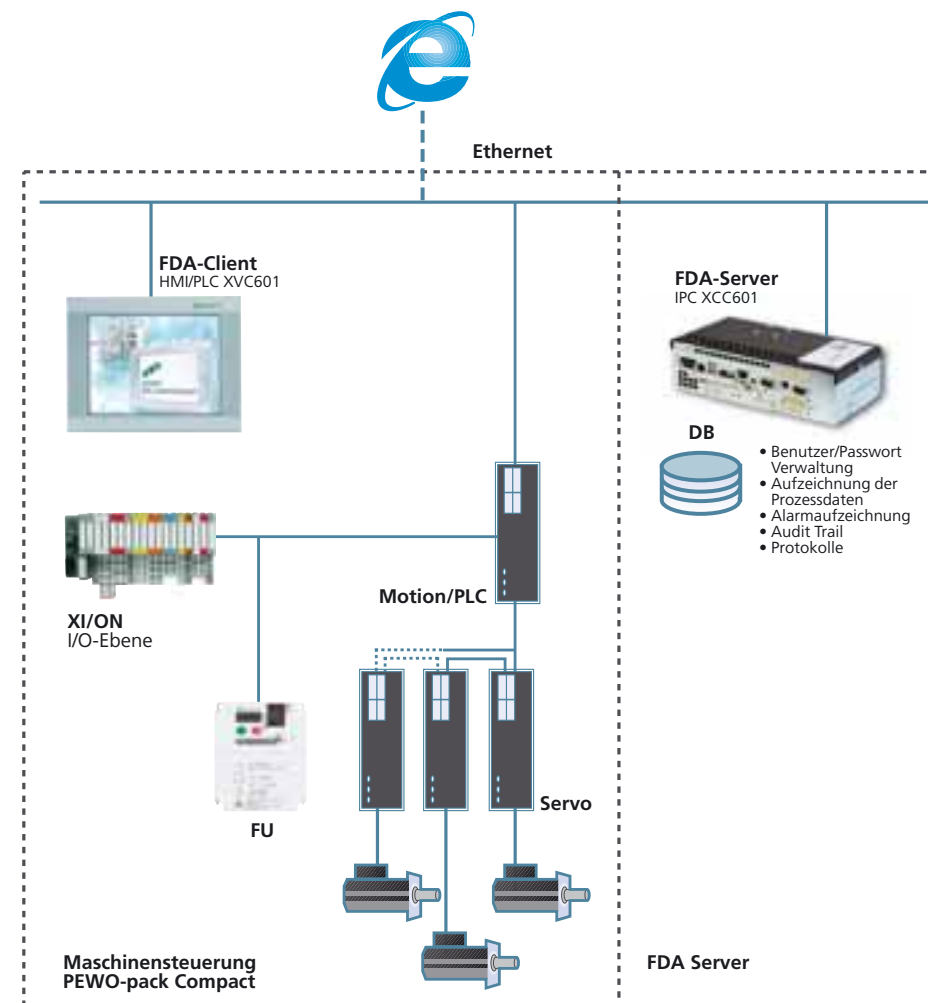 Ethernet
FDA-Client
HMI/PLC XVC601
FDA-Server
IPC XCC601
DB
• Benutzer/Passwort
Verwaltung
• Aufzeichnung der
Prozessdaten
• Alarmaufzeichnung
• Audit Trail
• Protokolle
Motion/PLC
XI/ON
I/O-Ebene
Servo
FU
Maschinensteuerung
PEWO-pack Compact
FDA Server